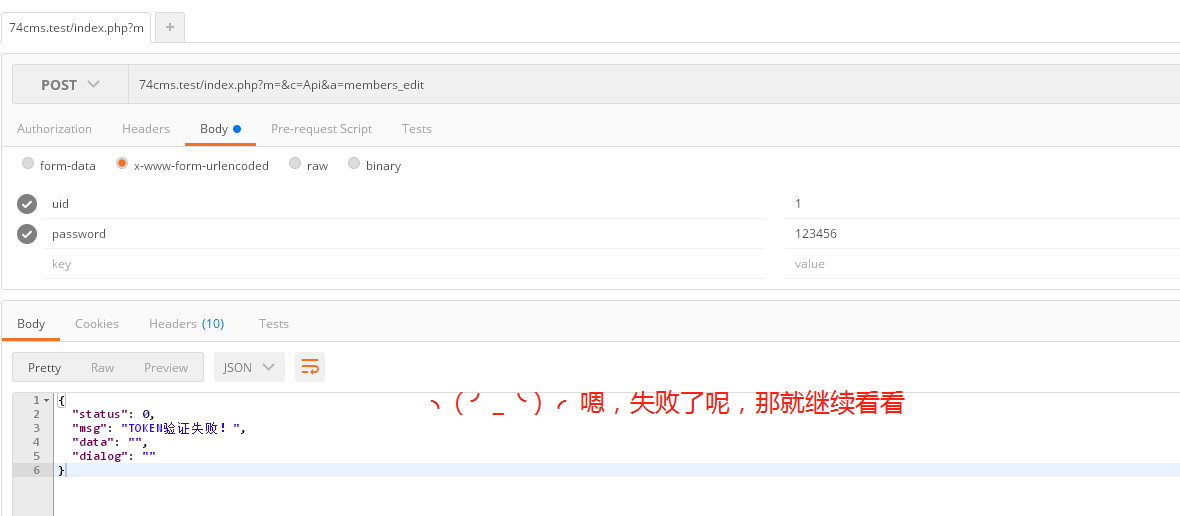 74cms.test/index.php?m +
POST 74cms.test/index.php?m=&c=Api&a=members_edit
Authorization Headers Body Pre-request Script Tests
form-data x-www-form-urlencoded raw binary
uid 1
password 123456
key value
Body Cookies Headers (10) Tests
Pretty Raw Preview JSON
ヽ（╯_╰）╭ 嗯，失败了呢，那就继续看看
1 {
2 "status": 0,
3 "msg": "TOKEN验证失败！",
4 "data": "",
5 "dialog": ""
6 }